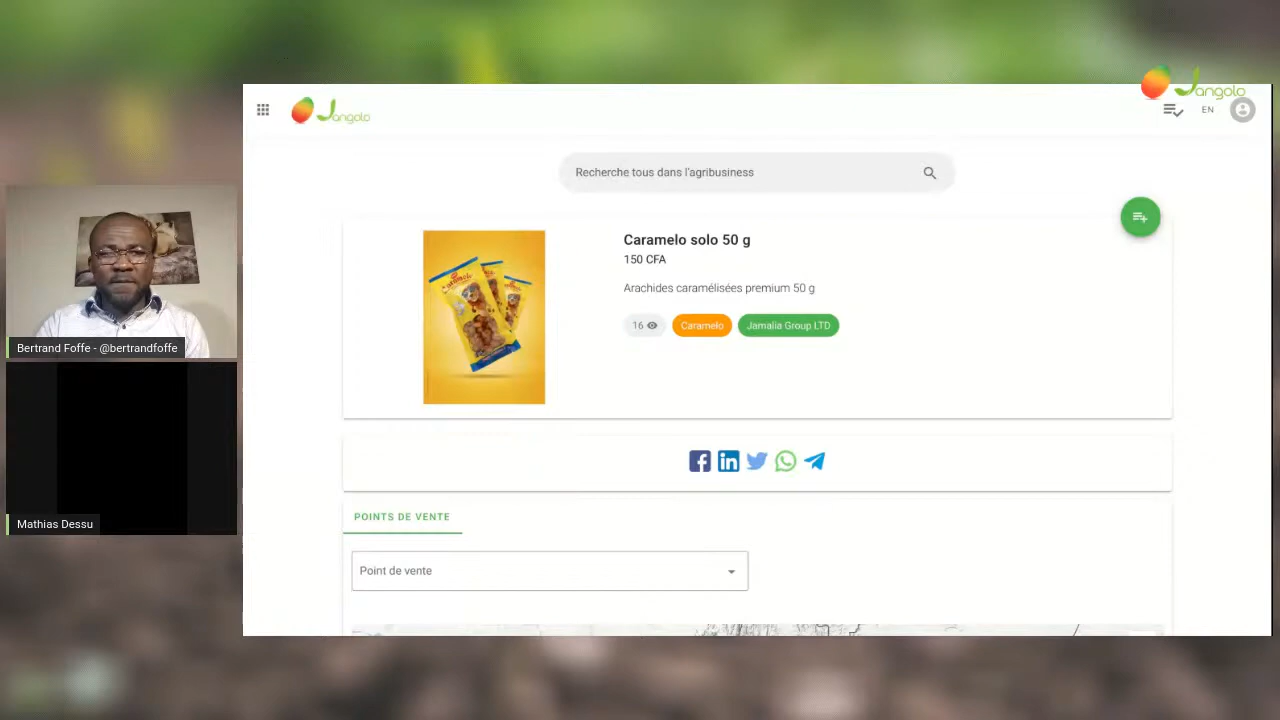 Jangolo
Jangolo
EN
Recherche tous dans l'agribusiness
Caramelo solo 50 g
150 CFA
Arachides caramélisées premium 50 g
16
Caramelo
Jamalia Group LTD
Bertrand Foffe - @bertrandfoffe
POINTS DE VENTE
Mathias Dessu
Point de vente